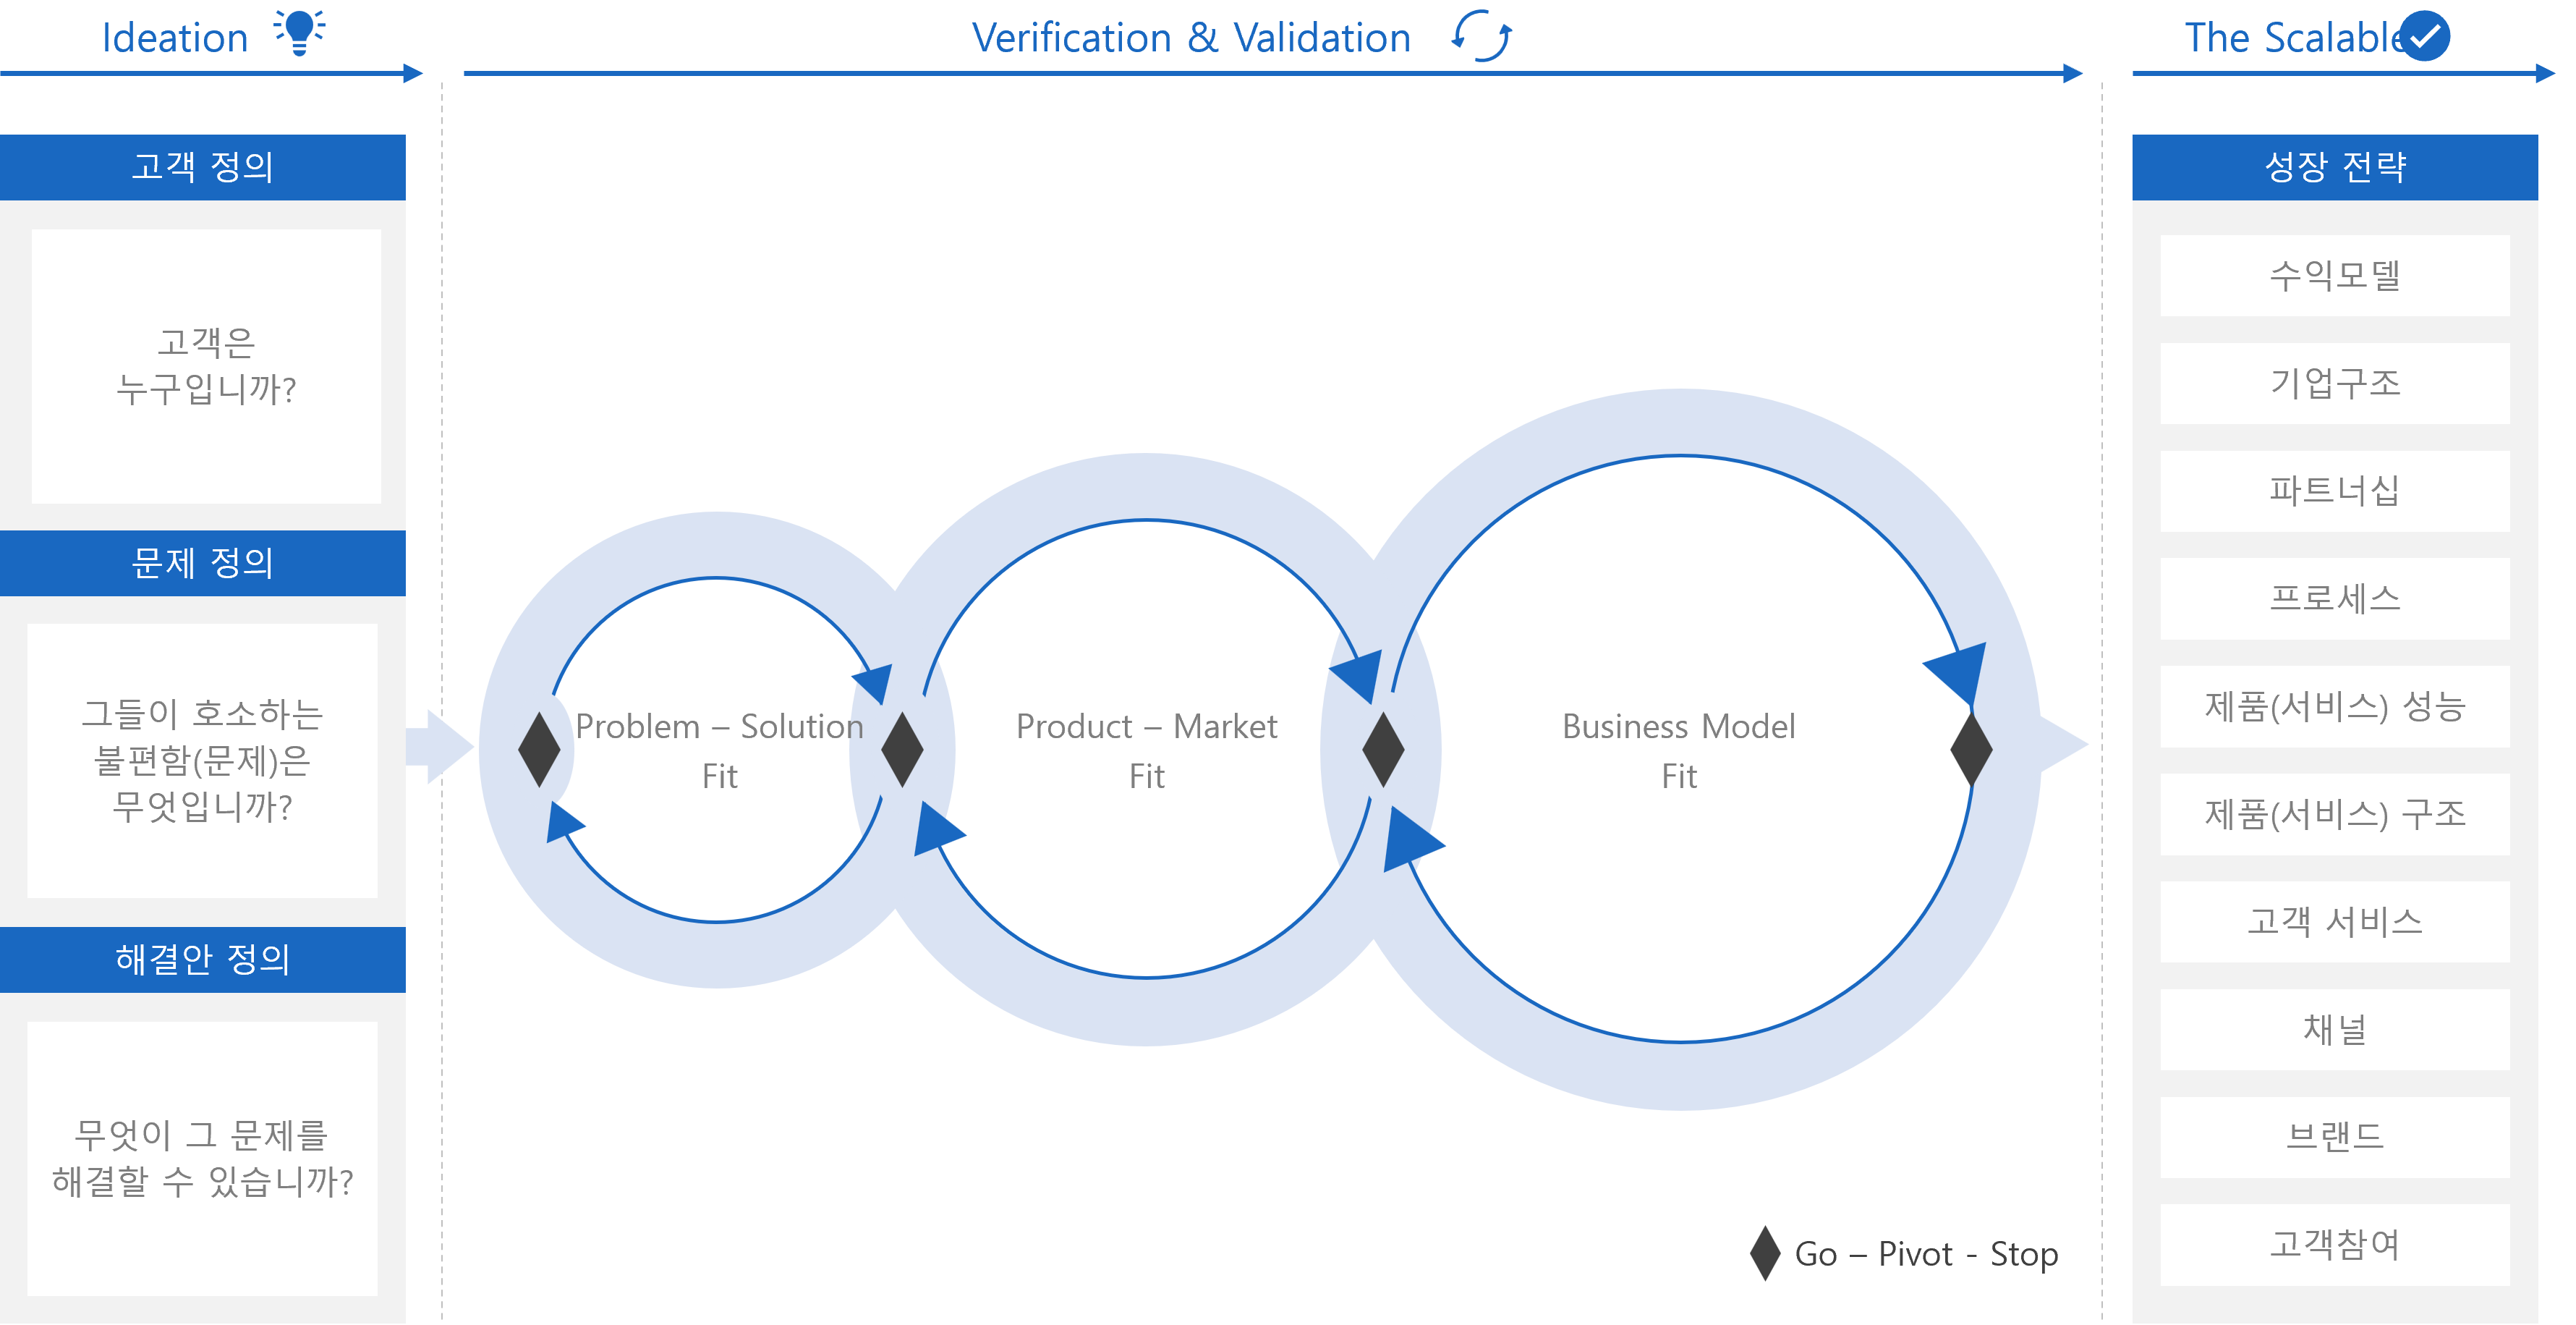 Ideation
Verification & Validation
The Scalable
고객 정의
고객은
누구입니까?
문제 정의
그들이 호소하는
불편함(문제)은
무엇입니까?
해결안 정의
무엇이 그 문제를
해결할 수 있습니까?
Problem – Solution
Fit
Product – Market
Fit
Business Model
Fit
Go – Pivot - Stop
성장 전략
수익모델
기업구조
파트너십
프로세스
제품(서비스) 성능
제품(서비스) 구조
고객 서비스
채널
브랜드
고객참여